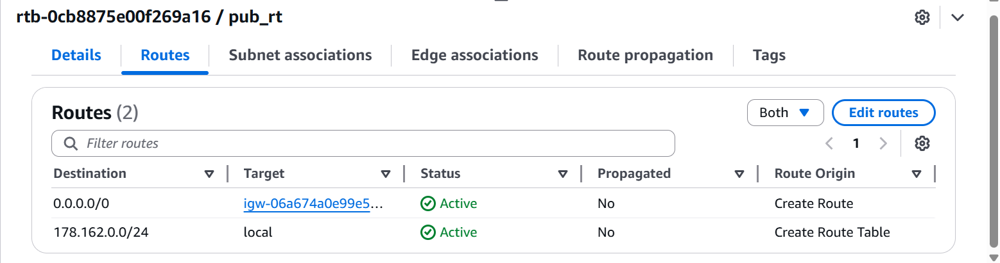 rtb-0cb8875e00f269a16 / pub_rt
Details Routes Subnet associations Edge associations Route propagation Tags
Routes (2) Both Edit routes
Filter routes 1
Destination Target Status Propagated Route Origin
0.0.0.0/0 igw-06a674a0e99e5... Active No Create Route
178.162.0.0/24 local Active No Create Route Table